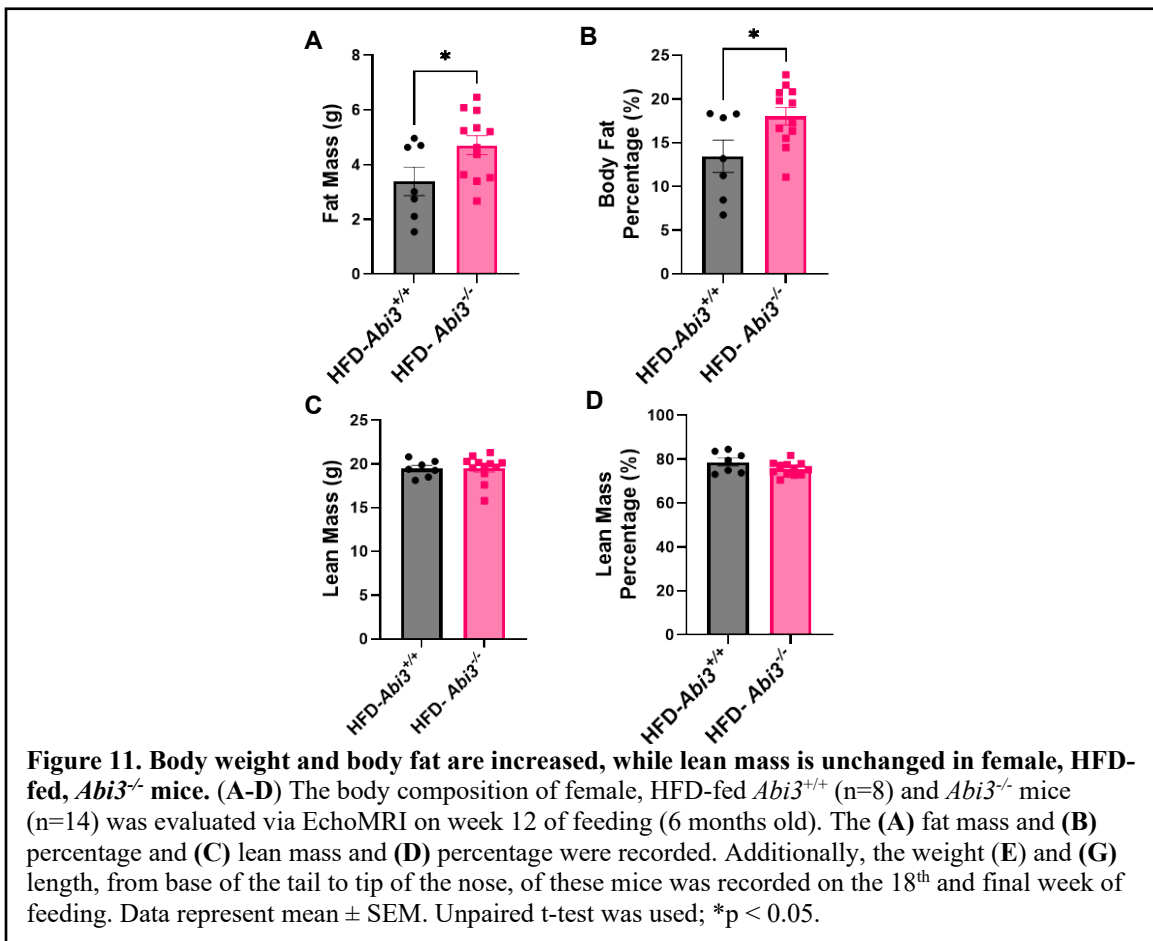 A
B
8
6
4
2
0
Fat Mass (g)
*
HFD-Abi3+/+
HFD- Abi3-/-
25
20
15
10
5
0
Body Fat
Percentage (%)
*
HFD-Abi3+/+
HFD- Abi3-/-
C
D
25
20
15
10
5
0
Lean Mass (g)
HFD-Abi3+/+
HFD- Abi3-/-
100
80
60
40
20
0
Lean Mass
Percentage (%)
HFD-Abi3+/+
HFD- Abi3-/-
Figure 11. Body weight and body fat are increased, while lean mass is unchanged in female, HFD-
fed, Abi3-/- mice. (A-D) The body composition of female, HFD-fed Abi3+/+ (n=8) and Abi3-/- mice
(n=14) was evaluated via EchoMRI on week 12 of feeding (6 months old). The (A) fat mass and (B)
percentage and (C) lean mass and (D) percentage were recorded. Additionally, the weight (E) and (G)
length, from base of the tail to tip of the nose, of these mice was recorded on the 18th and final week of
feeding. Data represent mean ± SEM. Unpaired t-test was used; *p < 0.05.